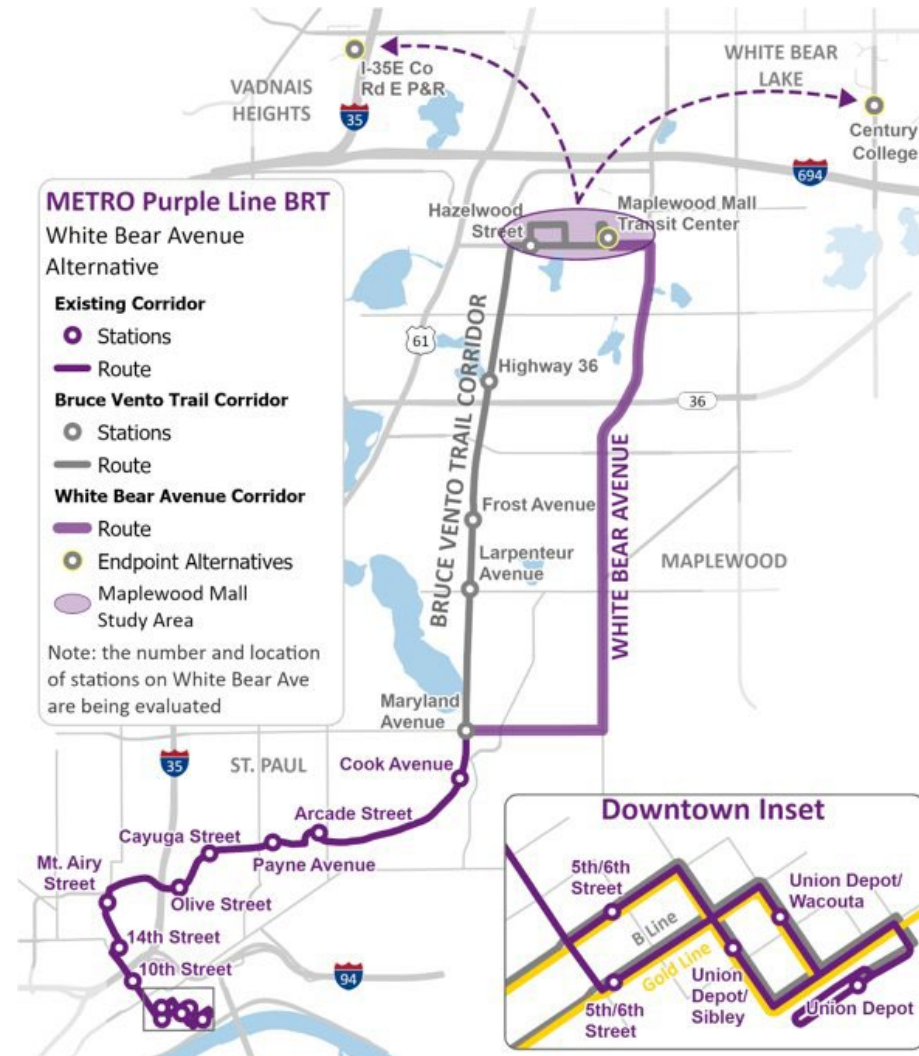 I-35E Co
Rd E P&R
VADNAIS
HEIGHTS
35
WHITE BEAR
LAKE
Century
College
694
METRO Purple Line BRT
White Bear Avenue
Alternative
Existing Corridor
Stations
Route
Bruce Vento Trail Corridor
Stations
Route
White Bear Avenue Corridor
Route
Endpoint Alternatives
Maplewood Mall
Study Area
Note: the number and location
of stations on White Bear Ave
are being evaluated
Hazelwood
Street
Maplewood Mall
Transit Center
61
BRUCE VENTO TRAIL CORRIDOR
Highway 36
36
WHITE BEAR AVENUE
Frost Avenue
Larpenteur
Avenue
MAPLEWOOD
Maryland
Avenue
35
ST. PAUL
Cook Avenue
Arcade Street
Cayuga Street
Payne Avenue
Mt. Airy
Street
Olive Street
14th Street
10th Street
94
Downtown Inset
5th/6th
Street
B Line
Gold Line
Union Depot/
Wacouta
5th/6th
Street
Union
Depot/
Sibley
Union Depot